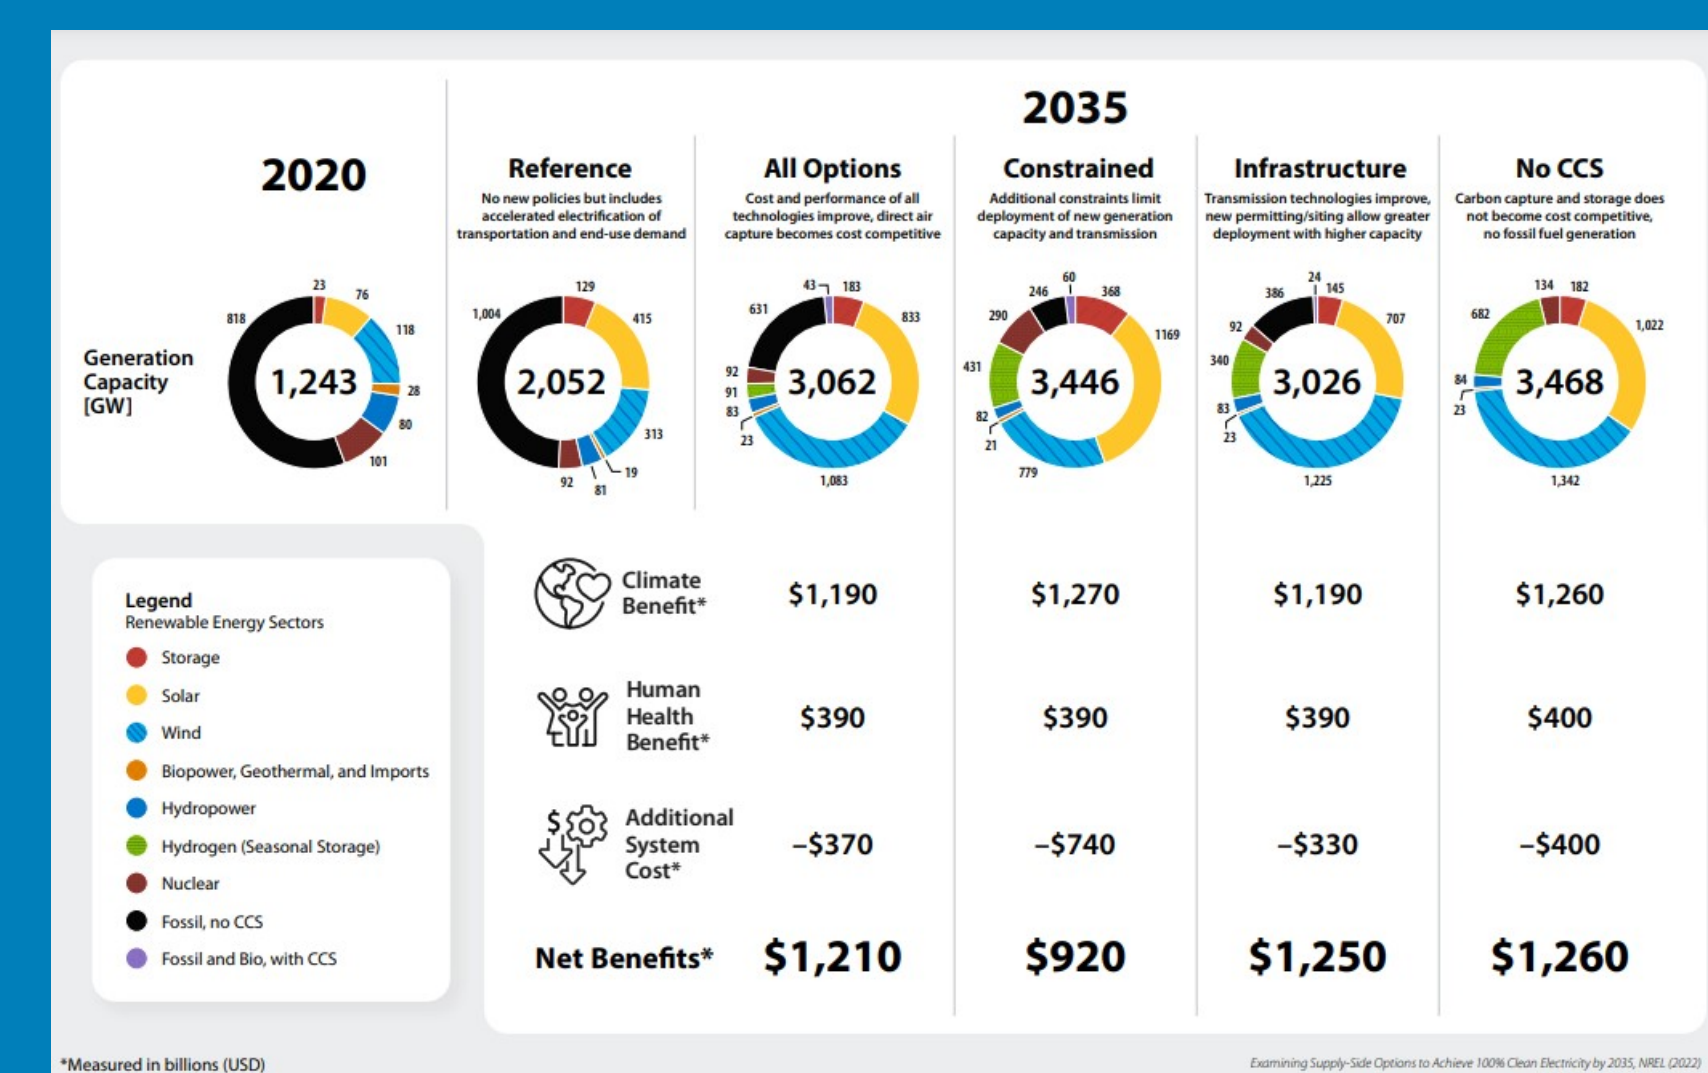 2035
2020
Reference
No new policies but includes
accelerated electrification of
transportation and end-use demand
All Options
Cost and performance of all
technologies improve, direct air
capture becomes cost competitive
Constrained
Additional constraints limit
deployment of new generation
capacity and transmission
Infrastructure
Transmission technologies improve,
new permitting/siting allow greater
deployment with higher capacity
No CCS
Carbon capture and storage does
not become cost competitive,
no fossil fuel generation
Generation
Capacity
[GW]
23
76
118
28
80
101
818
1,243
129
415
313
19
81
92
1,004
2,052
43
183
833
1,083
23
83
91
92
631
3,062
60
368
1169
779
21
82
431
290
246
3,446
24
145
707
1,225
23
83
340
92
386
3,026
134
182
1,022
1,342
23
84
682
3,468
Legend
Renewable Energy Sectors
Storage
Solar
Wind
Biopower, Geothermal, and Imports
Hydropower
Hydrogen (Seasonal Storage)
Nuclear
Fossil, no CCS
Fossil and Bio, with CCS
Climate
Benefit*
$1,190
$1,270
$1,190
$1,260
Human
Health
Benefit*
$390
$390
$390
$400
$
Additional
System
Cost*
–$370
–$740
–$330
–$400
Net Benefits*
$1,210
$920
$1,250
$1,260
*Measured in billions (USD)
Examining Supply-Side Options to Achieve 100% Clean Electricity by 2035, NREL (2022)